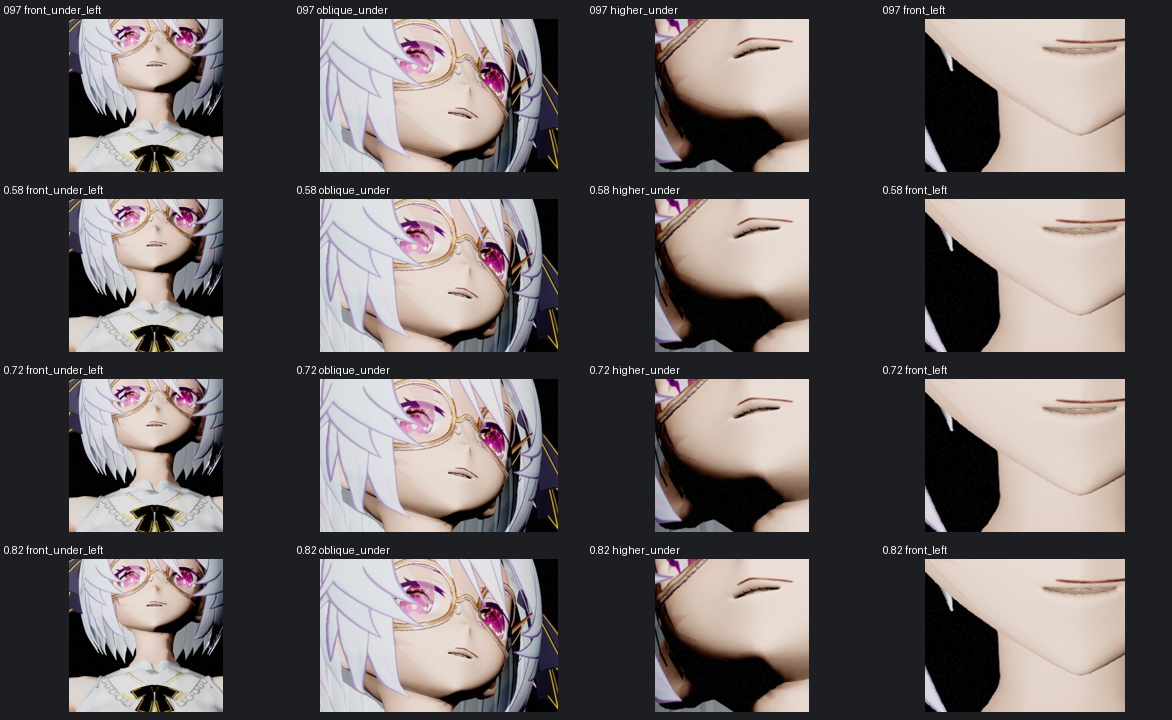 097 front_under_left
097 oblique_under
097 higher_under
097 front_left
0.58 front_under_left
0.58 oblique_under
0.58 higher_under
0.58 front_left
0.72 front_under_left
0.72 oblique_under
0.72 higher_under
0.72 front_left
0.82 front_under_left
0.82 oblique_under
0.82 higher_under
0.82 front_left